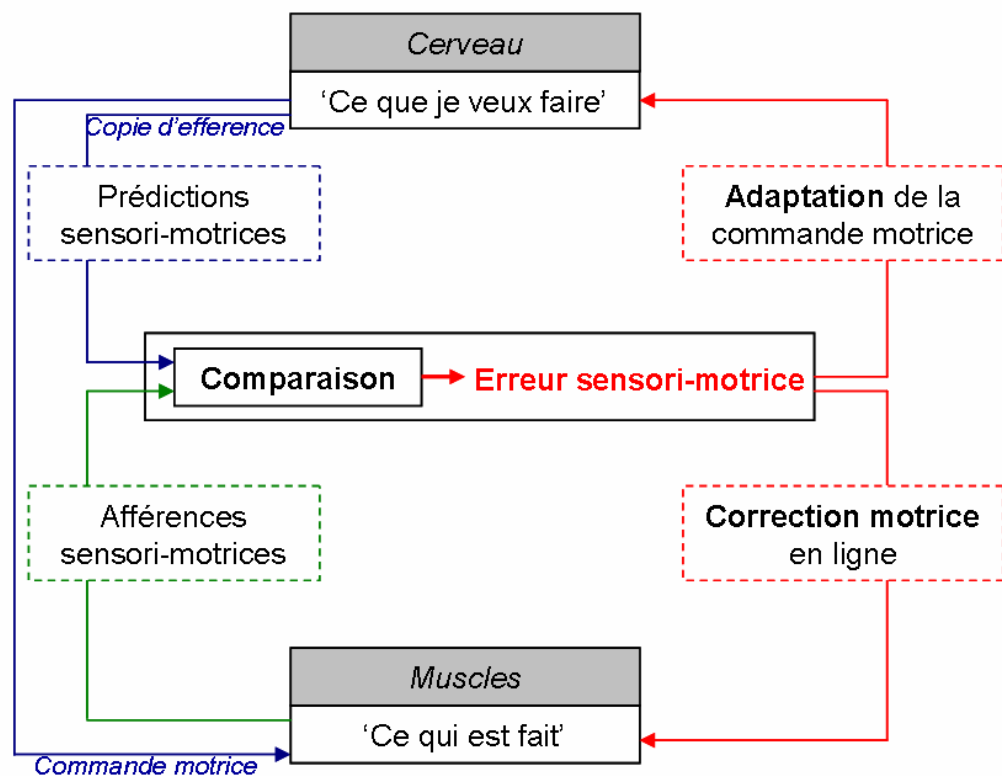 Cerveau
‘Ce que je veux faire’
Copie d’efference
Prédictions
sensori-motrices
Adaptation de la
commande motrice
Comparaison
Erreur sensori-motrice
Afférences
sensori-motrices
Correction motrice
en ligne
Muscles
‘Ce qui est fait’
Commande motrice